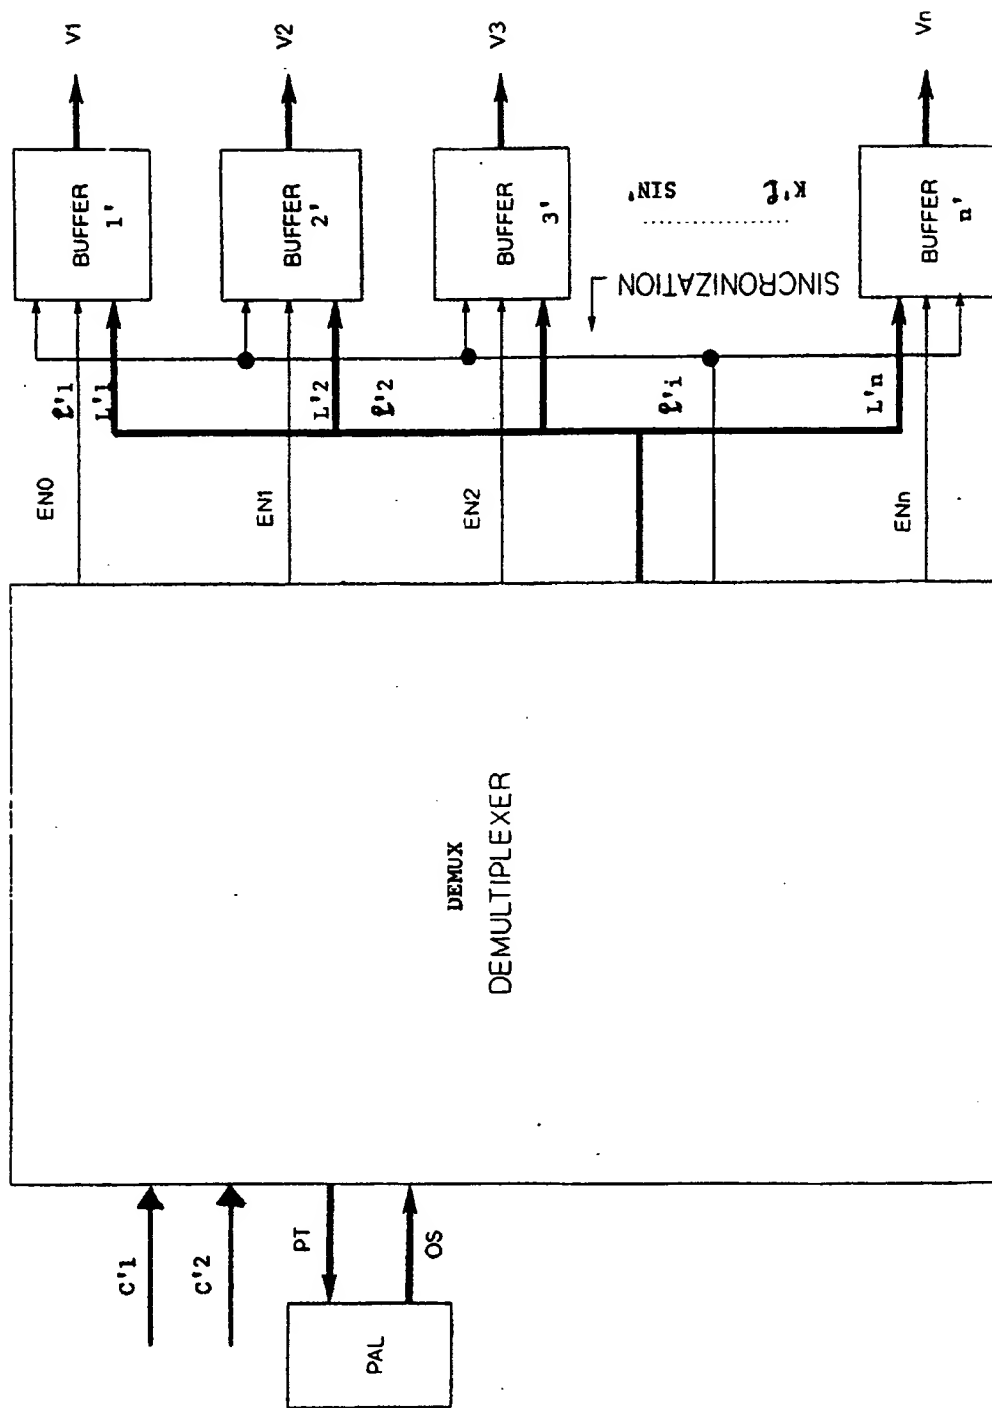 PAL
OS
PT
C'2
C'1
DEMUX
DEMULTIPLEXER
ENn
EN2
EN1
EN0
L'n
ℓ'i
ℓ'2
L'2
L'1
ℓ'1
SINCRONIZATION
SIN'
K'ℓ
BUFFER
n'
BUFFER
3'
BUFFER
2'
BUFFER
1'
Vn
V3
V2
V1